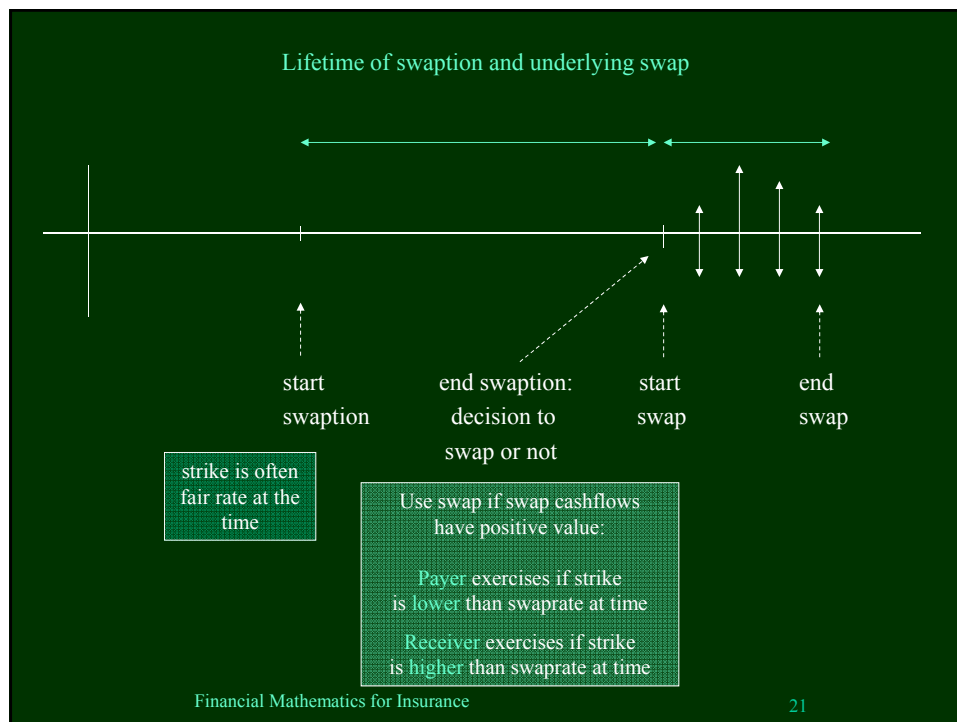 Lifetime of swaption and underlying swap
start
swaption
end swaption:
decision to
swap or not
start
swap
end
swap
strike is often
fair rate at the
time
Use swap if swap cashflows
have positive value:
Payer exercises if strike
is lower than swaprate at time
Receiver exercises if strike
is higher than swaprate at time
Financial Mathematics for Insurance
21